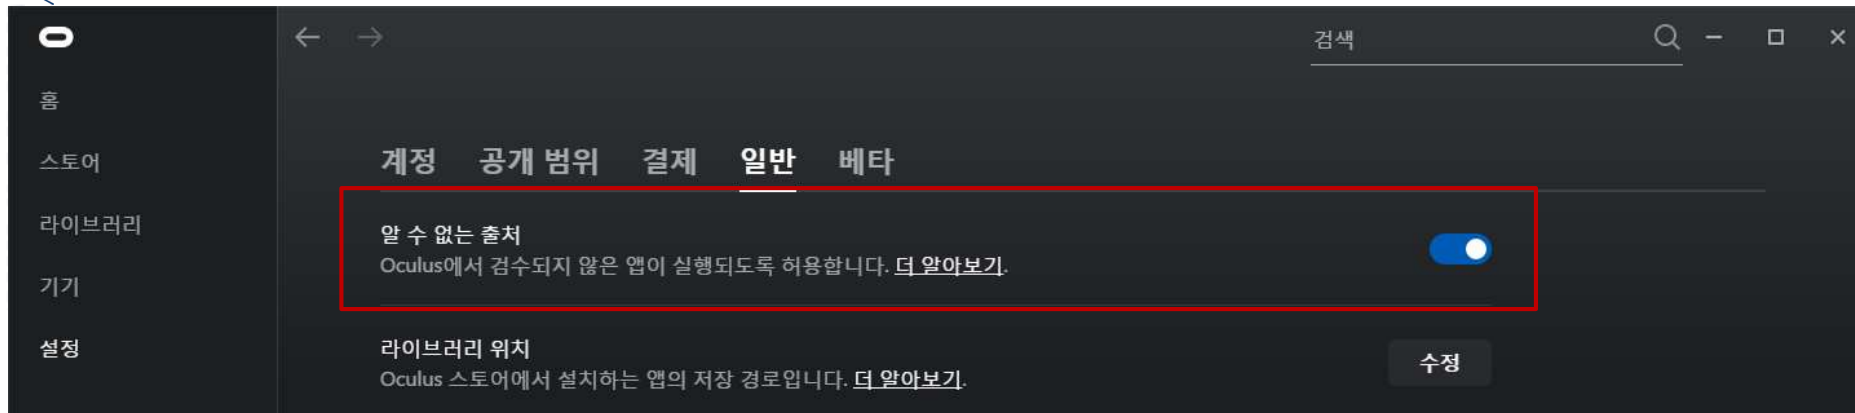 검색
홈
스토어
라이브러리
기기
설정
계정 공개 범위 결제 일반 베타
알 수 없는 출처
Oculus에서 검수되지 않은 앱이 실행되도록 허용합니다. 더 알아보기.
라이브러리 위치
Oculus 스토어에서 설치하는 앱의 저장 경로입니다. 더 알아보기.
수정